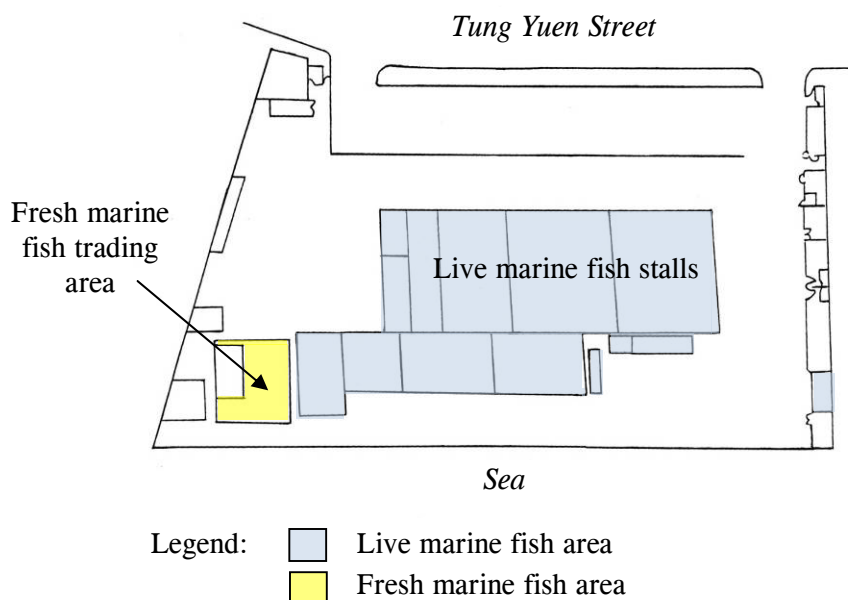 Tung Yuen Street
Fresh marine
fish trading
area
Live marine fish stalls
Sea
Legend:
Live marine fish area
Fresh marine fish area